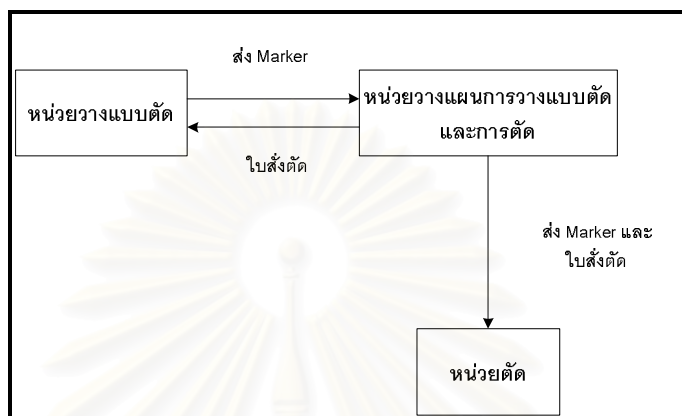 ส่ง Marker
หน่วยวางแบบตัด
หน่วยวางแผนการวางแบบตัด
และการตัด
ใบสั่งตัด
ส่ง Marker และ
ใบสั่งตัด
หน่วยตัด